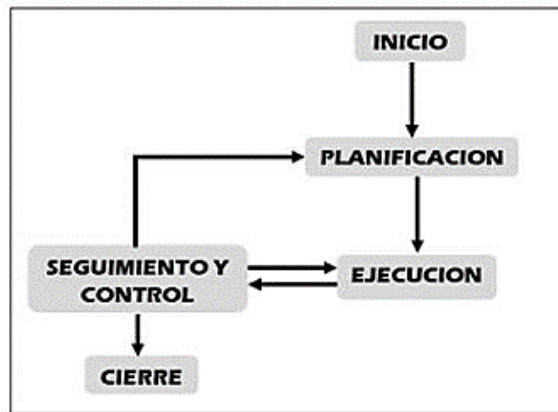 INICIO
PLANIFICACION
SEGUIMIENTO Y
CONTROL
EJECUCION
CIERRE